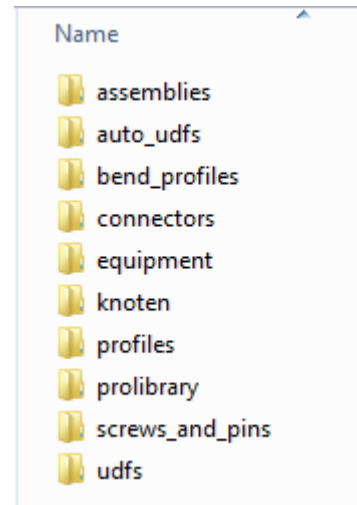 Name
assemblies
auto_udfs
bend_profiles
connectors
equipment
knoten
profiles
prolibrary
screws_and_pins
udfs